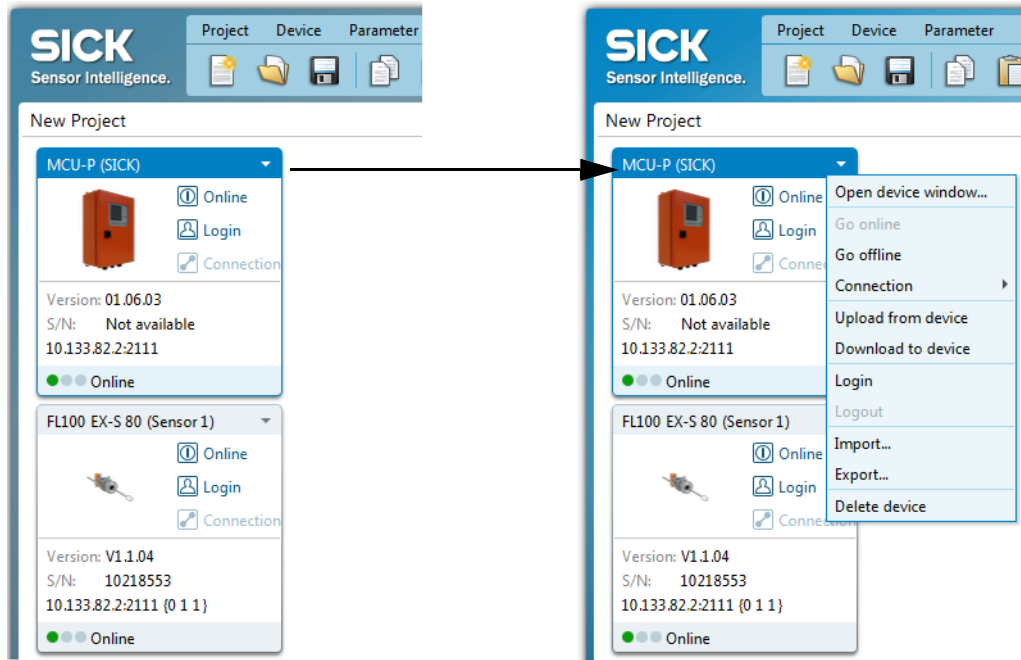 SICK
Sensor Intelligence.
Project Device Parameter
New Project
MCU-P (SICK)
Online
Login
Connection
Version: 01.06.03
S/N: Not available
10.133.82.2:2111
Online
FL100 EX-S 80 (Sensor 1)
Online
Login
Connection
Version: V1.1.04
S/N: 10218553
10.133.82.2:2111 {0 1 1}
Online
SICK
Sensor Intelligence.
Project Device Parameter
New Project
MCU-P (SICK)
Online
Login
Connec
Version: 01.06.03
S/N: Not available
10.133.82.2:2111
Online
Open device window...
Go online
Go offline
Connection
Upload from device
Download to device
Login
Logout
Import...
Export...
Delete device
FL100 EX-S 80 (Sensor 1)
Online
Login
Connection
Version: V1.1.04
S/N: 10218553
10.133.82.2:2111 {0 1 1}
Online